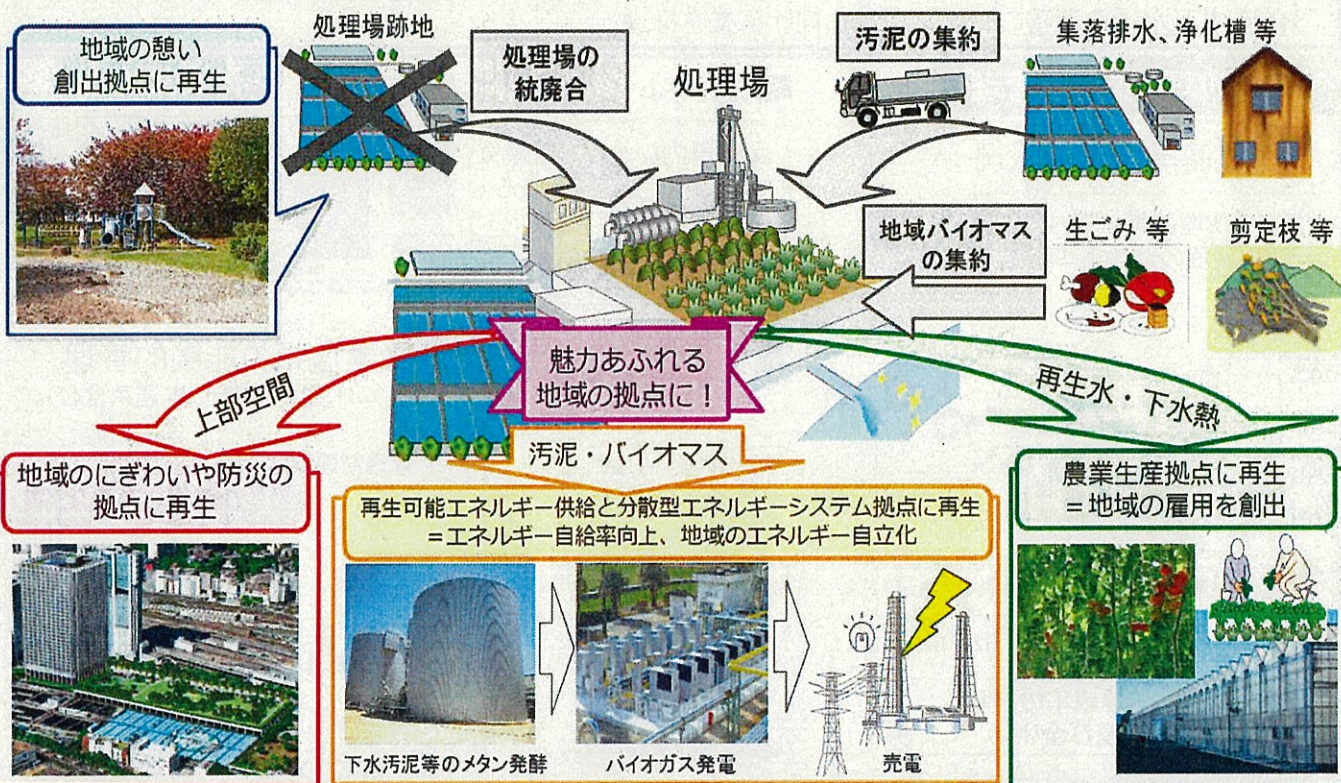 地域の憩い
創出拠点に再生
処理場跡地
処理場の
統廃合
処理場
汚泥の集約
集落排水、浄化槽 等
地域バイオマス
の集約
生ごみ 等
剪定枝 等
魅力あふれる
地域の拠点に！
上部空間
汚泥・バイオマス
再生水・下水熱
地域のにぎわいや防災の
拠点に再生
再生可能エネルギー供給と分散型エネルギーシステム拠点に再生
＝エネルギー自給率向上、地域のエネルギー自立化
農業生産拠点に再生
＝地域の雇用を創出
下水汚泥等のメタン発酵
バイオガス発電
売電